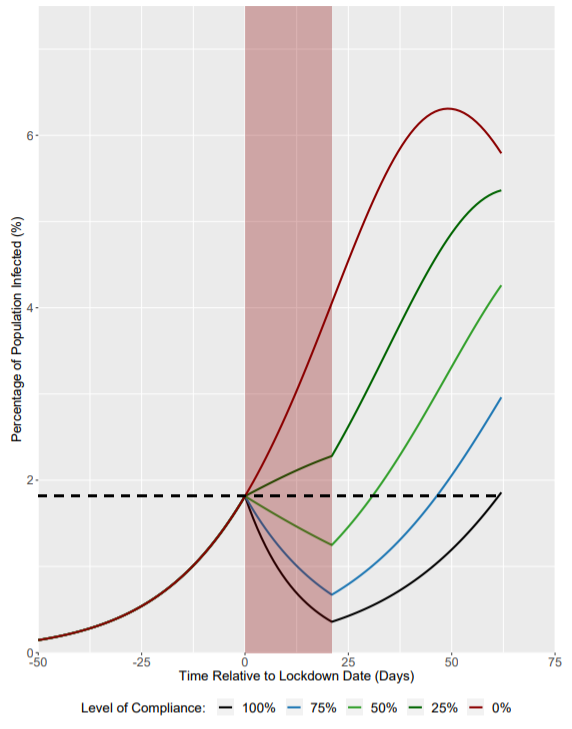 Percentage of Population Infected (%)
6
4
2
0
-50 -25 0 25 50 75
Time Relative to Lockdown Date (Days)
Level of Compliance: 100% 75% 50% 25% 0%